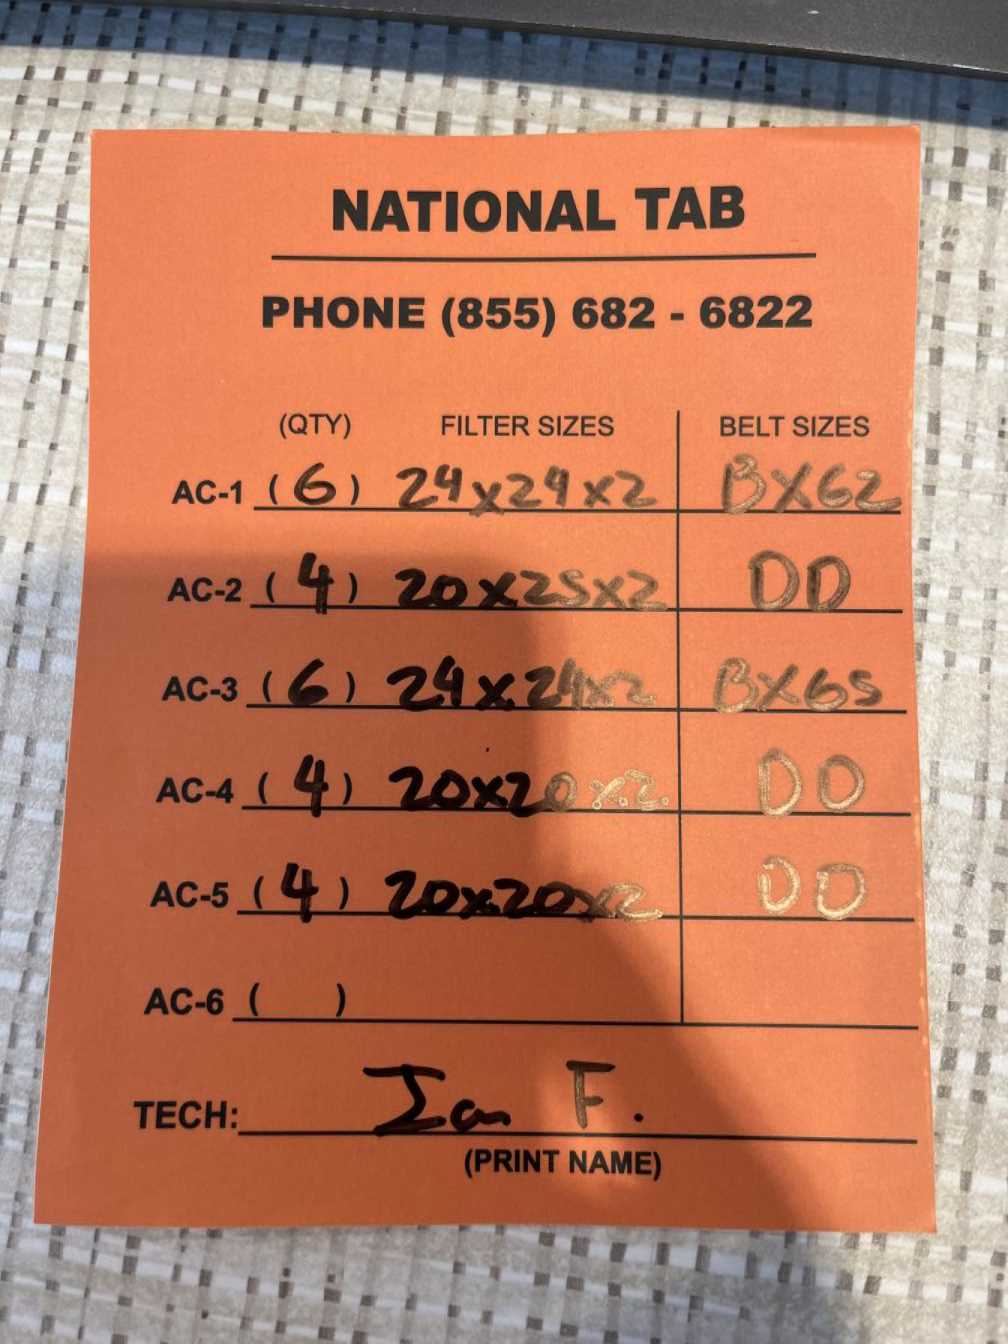 NATIONAL TAB
PHONE (855) 682 - 6822
(QTY) FILTER SIZES BELT SIZES
AC-1 (6) 24x24x2 BX62
AC-2 (4) 20x25x2 DD
AC-3 (6) 24x24x2 BX65
AC-4 (4) 20x20x2 DD
AC-5 (4) 20x20x2 DD
AC-6 ( )
TECH: Ian F.
(PRINT NAME)